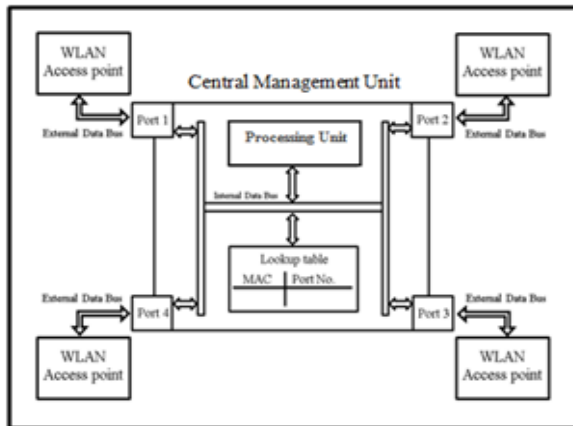 WLAN
Access point
WLAN
Access point
Central Management Unit
External Data Bus
Port 1
Port 2
External Data Bus
Processing Unit
Internal Data Bus
Lookup table
MAC Port No.
External Data Bus
Port 4
Port 3
External Data Bus
WLAN
Access point
WLAN
Access point